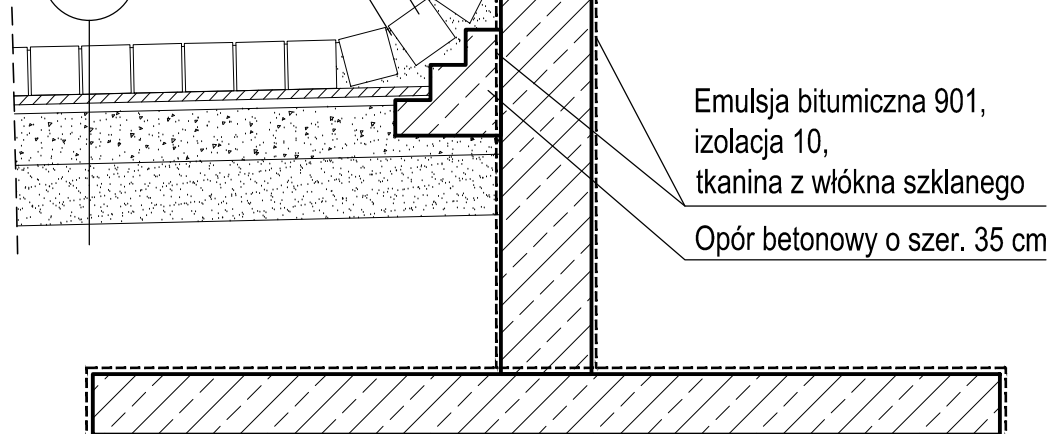 Emulsja bitumiczna 901,
izolacja 10,
tkanina z włókna szklanego
Opór betonowy o szer. 35 cm